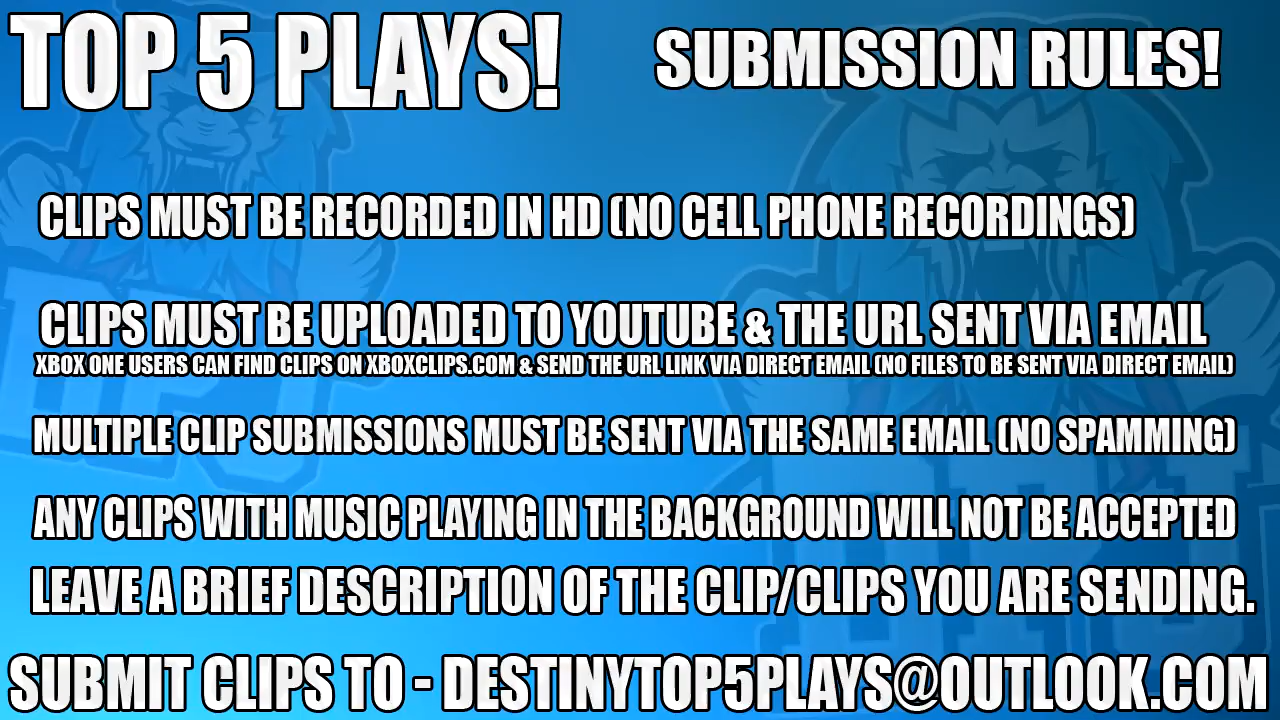 TOP 5 PLAYS!
SUBMISSION RULES!
CLIPS MUST BE RECORDED IN HD (NO CELL PHONE RECORDINGS)
CLIPS MUST BE UPLOADED TO YOUTUBE & THE URL SENT VIA EMAIL
XBOX ONE USERS CAN FIND CLIPS ON XBOXCLIPS.COM & SEND THE URL LINK VIA DIRECT EMAIL (NO FILES TO BE SENT VIA DIRECT EMAIL)
MULTIPLE CLIP SUBMISSIONS MUST BE SENT VIA THE SAME EMAIL (NO SPAMMING)
ANY CLIPS WITH MUSIC PLAYING IN THE BACKGROUND WILL NOT BE ACCEPTED
LEAVE A BRIEF DESCRIPTION OF THE CLIP/CLIPS YOU ARE SENDING.
SUBMIT CLIPS TO - DESTINYTOP5PLAYS@OUTLOOK.COM